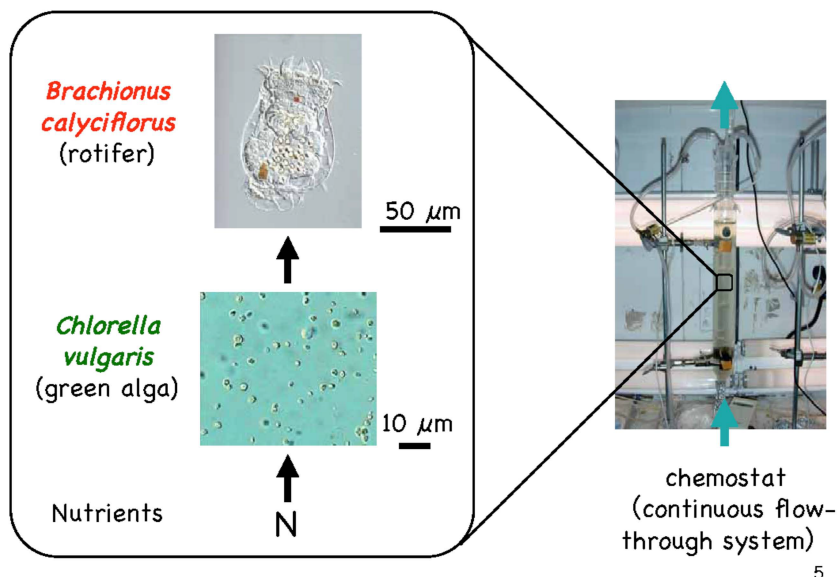 Brachionus
calyciflorus
(rotifer)
50 μm
Chlorella
vulgaris
(green alga)
10 μm
Nutrients
N
chemostat
(continuous flow-
through system)
5